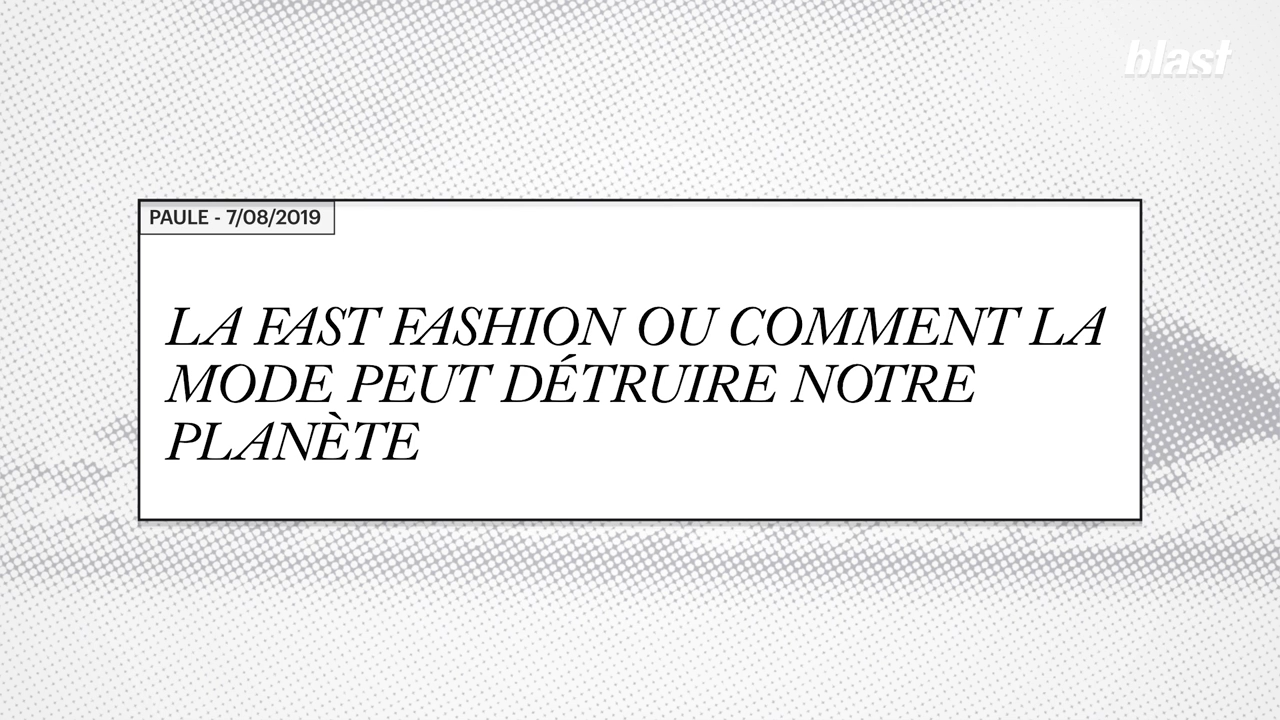 blast
PAULE - 7/08/2019
LA FAST FASHION OU COMMENT LA
MODE PEUT DÉTRUIRE NOTRE
PLANÈTE